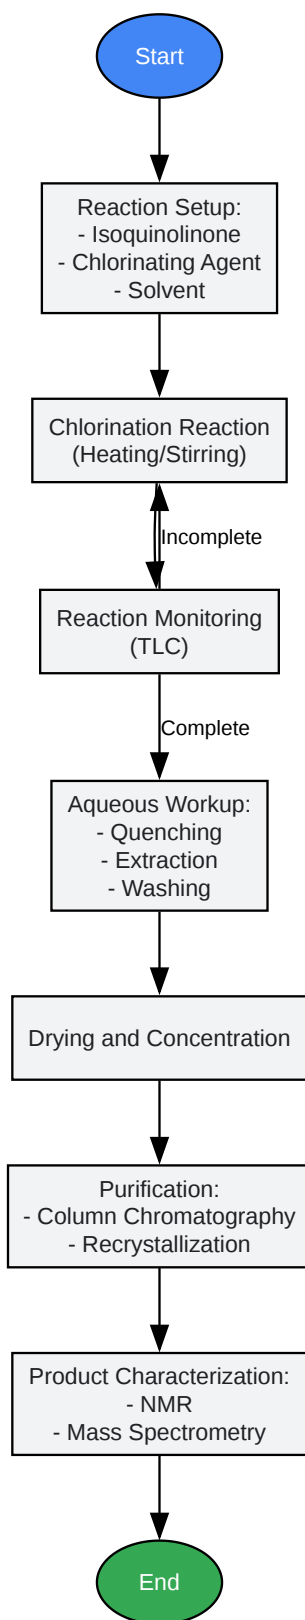 Start
Reaction Setup:
- Isoquinolinone
- Chlorinating Agent
- Solvent
Chlorination Reaction
(Heating/Stirring)
Incomplete
Reaction Monitoring
(TLC)
Complete
Aqueous Workup:
- Quenching
- Extraction
- Washing
Drying and Concentration
Purification:
- Column Chromatography
- Recrystallization
Product Characterization:
- NMR
- Mass Spectrometry
End